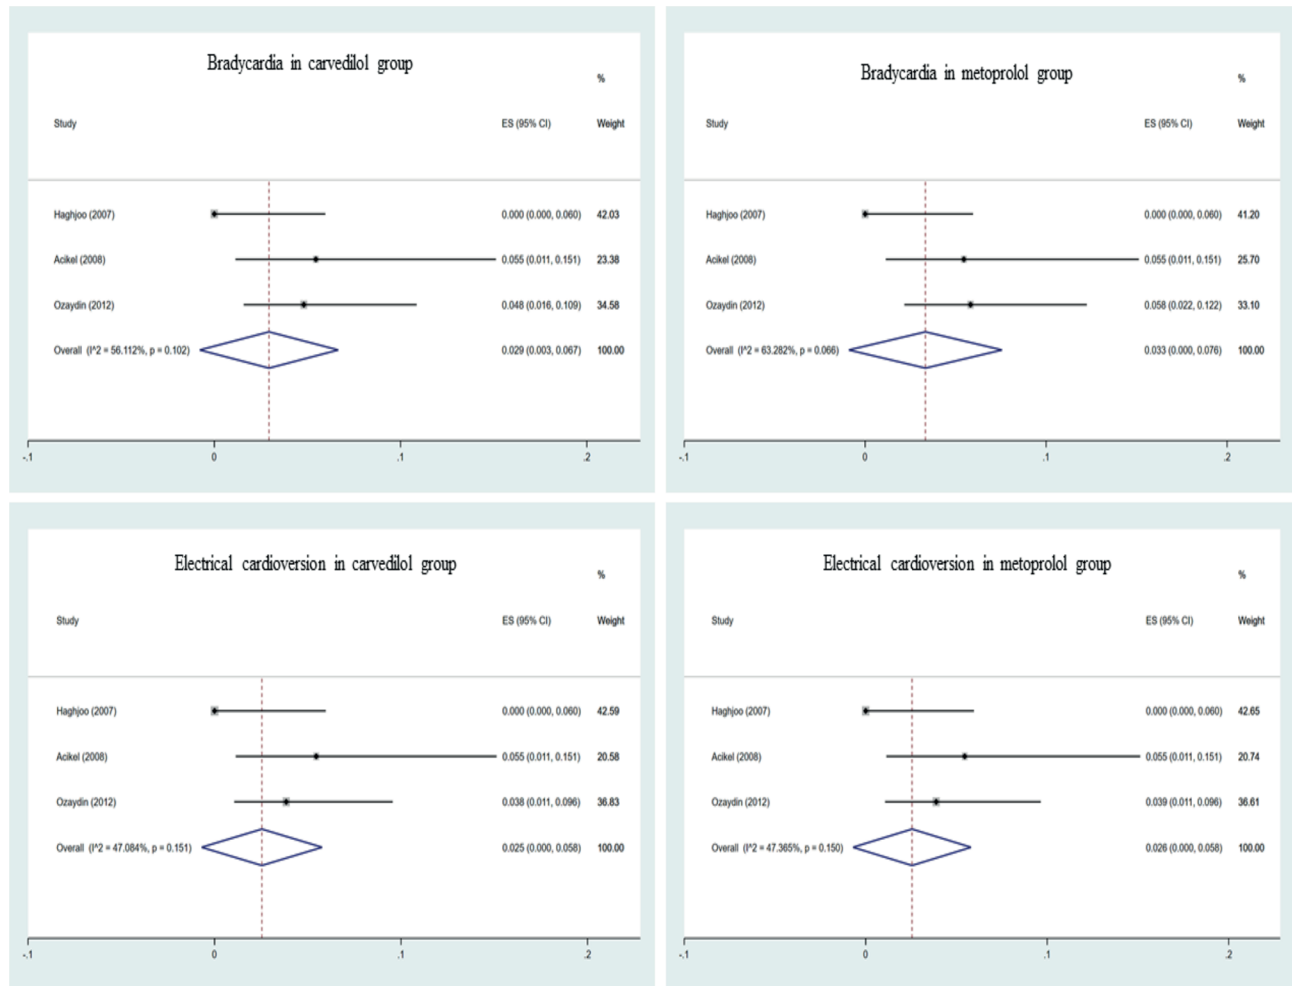 Bradycardia in carvedilol group
%
Study ES (95% CI) Weight
Haghjoo (2007) 0.000 (0.000, 0.060) 42.03
Acikel (2008) 0.055 (0.011, 0.151) 23.38
Ozaydin (2012) 0.048 (0.016, 0.109) 34.58
Overall (I^2 = 56.112%, p = 0.102) 0.029 (0.003, 0.067) 100.00
-.1 0 .1 .2
Bradycardia in metoprolol group
%
Study ES (95% CI) Weight
Haghjoo (2007) 0.000 (0.000, 0.060) 41.20
Acikel (2008) 0.055 (0.011, 0.151) 25.70
Ozaydin (2012) 0.058 (0.022, 0.122) 33.10
Overall (I^2 = 63.282%, p = 0.066) 0.033 (0.000, 0.076) 100.00
-.1 0 .1 .2
Electrical cardioversion in carvedilol group
%
Study ES (95% CI) Weight
Haghjoo (2007) 0.000 (0.000, 0.060) 42.59
Acikel (2008) 0.055 (0.011, 0.151) 20.58
Ozaydin (2012) 0.038 (0.011, 0.096) 36.83
Overall (I^2 = 47.084%, p = 0.151) 0.025 (0.000, 0.058) 100.00
-.1 0 .1 .2
Electrical cardioversion in metoprolol group
%
Study ES (95% CI) Weight
Haghjoo (2007) 0.000 (0.000, 0.060) 42.65
Acikel (2008) 0.055 (0.011, 0.151) 20.74
Ozaydin (2012) 0.039 (0.011, 0.096) 36.61
Overall (I^2 = 47.365%, p = 0.150) 0.026 (0.000, 0.058) 100.00
-.1 0 .1 .2